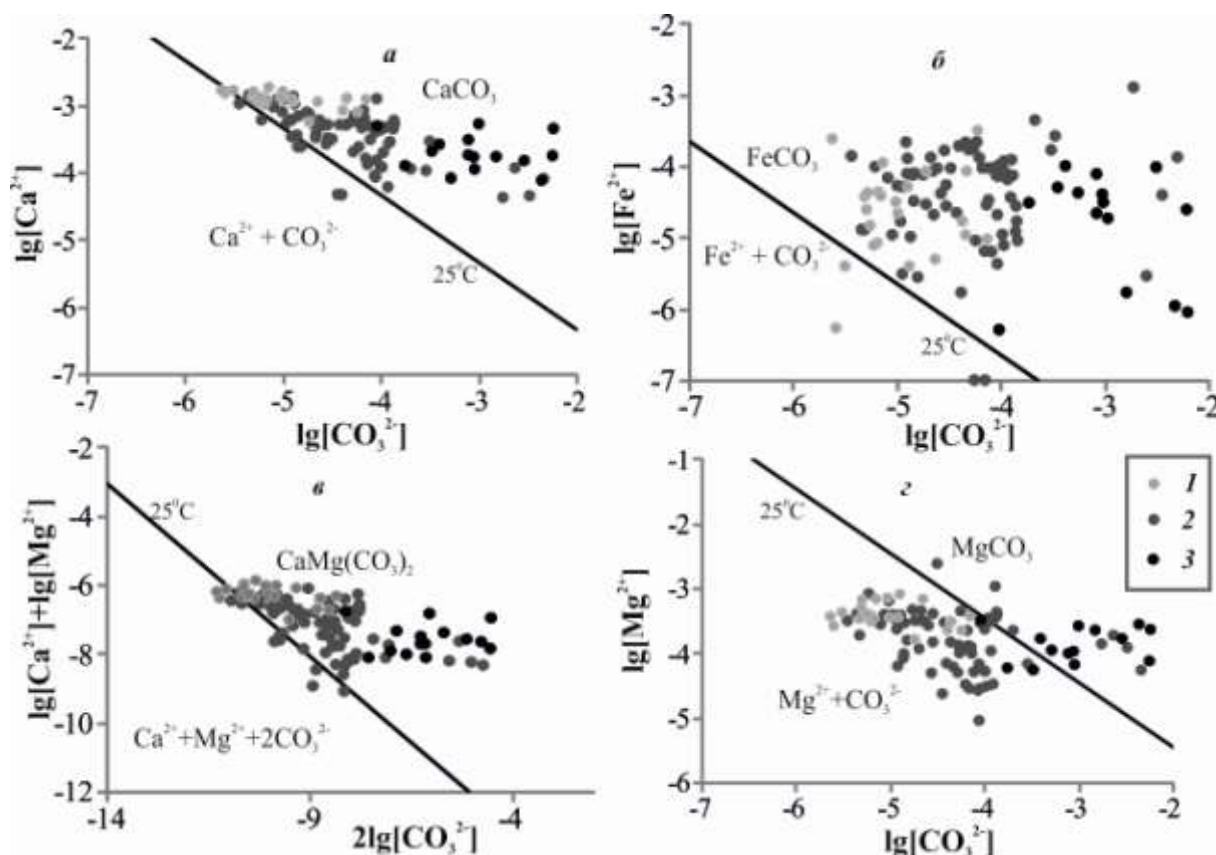 а
-2
-3
-4
-5
-6
-7
lg[Ca²⁺]
CaCO₃
Ca²⁺ + CO₃²⁻
25⁰C
-7 -6 -5 -4 -3 -2
lg[CO₃²⁻]
б
-2
-3
-4
-5
-6
-7
lg[Fe²⁺]
FeCO₃
Fe²⁺ + CO₃²⁻
25⁰C
-7 -6 -5 -4 -3 -2
lg[CO₃²⁻]
в
-2
-4
-6
-8
-10
-12
lg[Ca²⁺]+lg[Mg²⁺]
25⁰C
CaMg(CO₃)₂
Ca²⁺+Mg²⁺+2CO₃²⁻
-14 -9 -4
2lg[CO₃²⁻]
г
-1
-2
-3
-4
-5
-6
lg[Mg²⁺]
25⁰C
MgCO₃
Mg²⁺+CO₃²⁻
-7 -6 -5 -4 -3 -2
lg[CO₃²⁻]
1
2
3